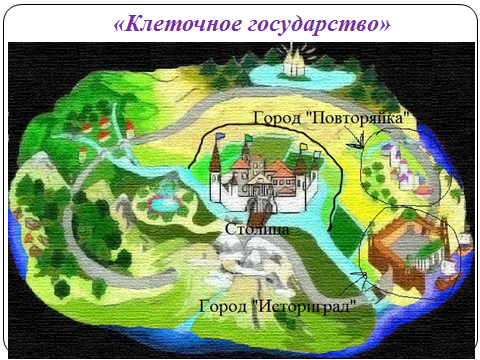 «Клеточное государство»
Город "Повторяйка"
Столица
Город "Историград"